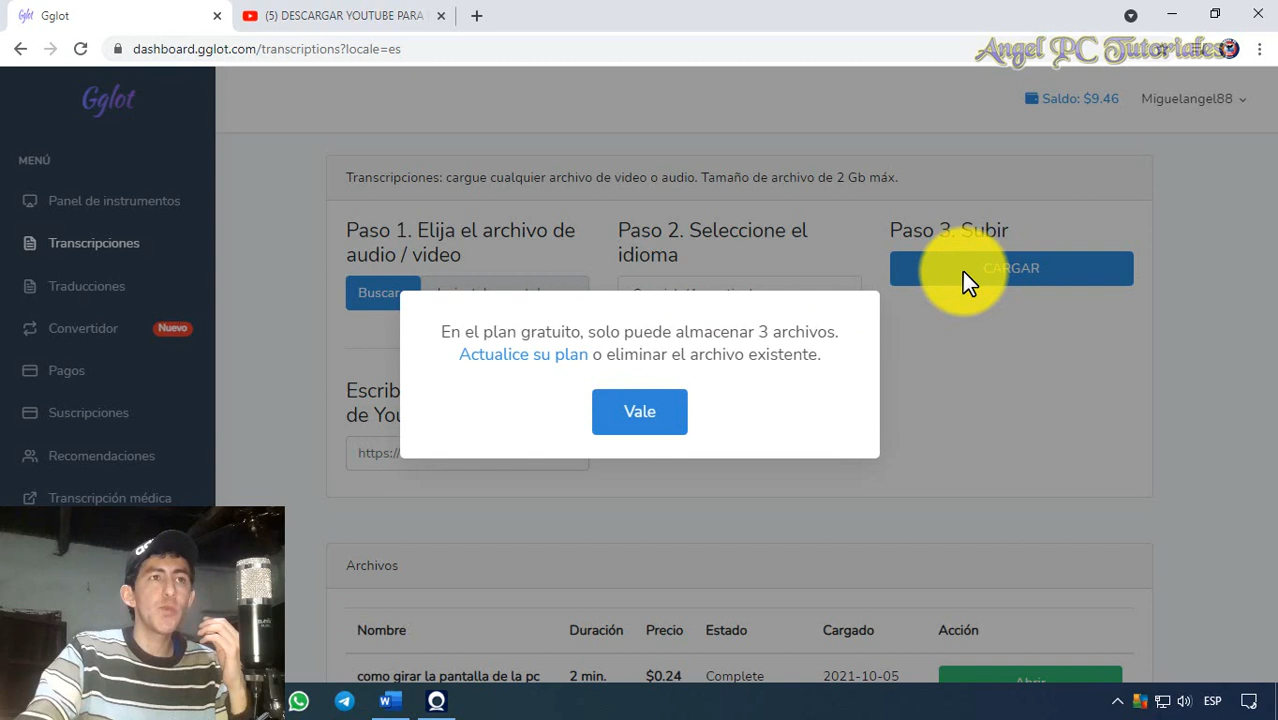 Gglot
(5) DESCARGAR YOUTUBE PARA
dashboard.gglot.com/transcriptions?locale=es
Angel PC Tutoriales
Gglot
Saldo: $9.46
Miguelangel88
MENÚ
Panel de instrumentos
Transcripciones
Traducciones
Convertidor
Nuevo
Pagos
Suscripciones
Recomendaciones
Transcripción médica
Transcripciones: cargue cualquier archivo de video o audio. Tamaño de archivo de 2 Gb máx.
Paso 1. Elija el archivo de
audio / video
Buscar
Paso 2. Seleccione el
idioma
Paso 3. Subir
CARGAR
En el plan gratuito, solo puede almacenar 3 archivos.
Actualice su plan o eliminar el archivo existente.
Vale
Escrib
de You
https:/
Archivos
Nombre Duración Precio Estado Cargado Acción
como girar la pantalla de la pc 2 min. $0.24 Complete 2021-10-05 Abrir
ESP